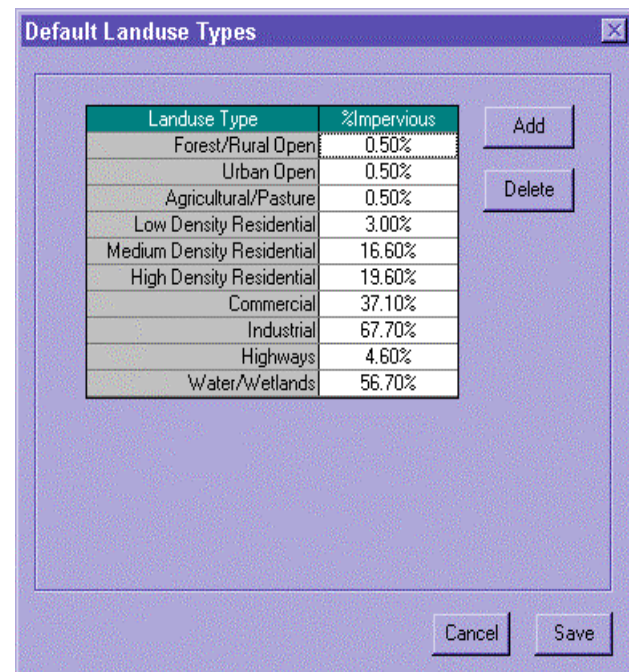 Default Landuse Types
Landuse Type %Impervious
Forest/Rural Open 0.50%
Urban Open 0.50%
Agricultural/Pasture 0.50%
Low Density Residential 3.00%
Medium Density Residential 16.60%
High Density Residential 19.60%
Commercial 37.10%
Industrial 67.70%
Highways 4.60%
Water/Wetlands 56.70%
Add
Delete
Cancel Save